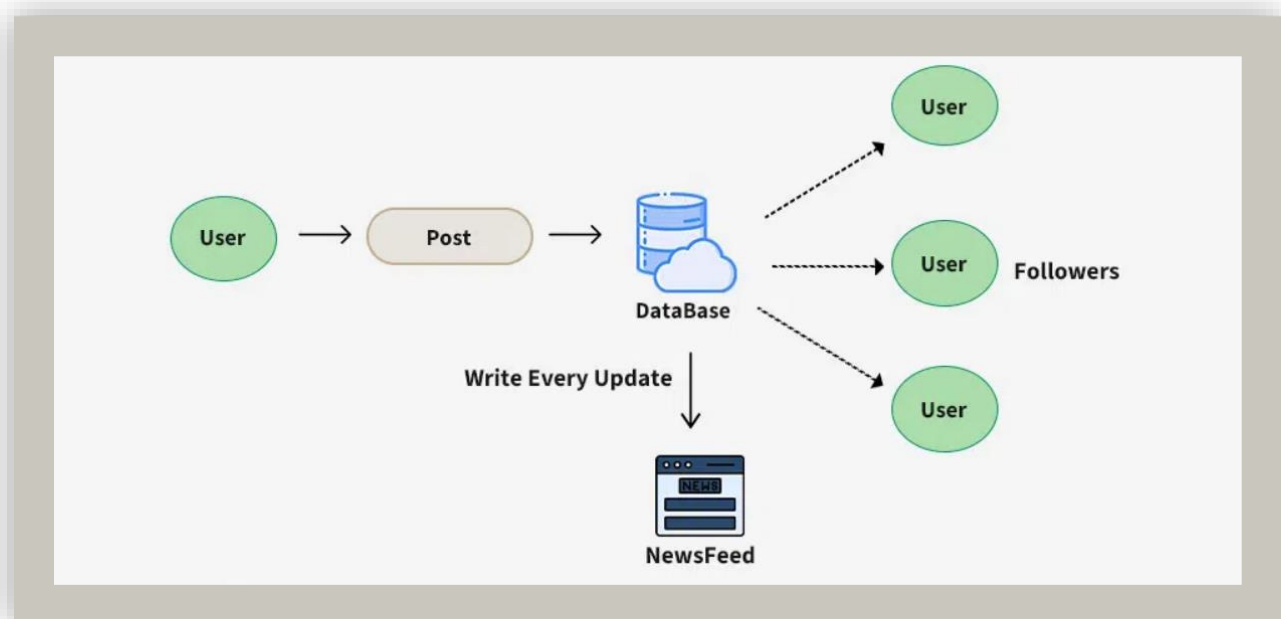 User
User
Post
User
Followers
DataBase
Write Every Update
User
NEWS
NewsFeed